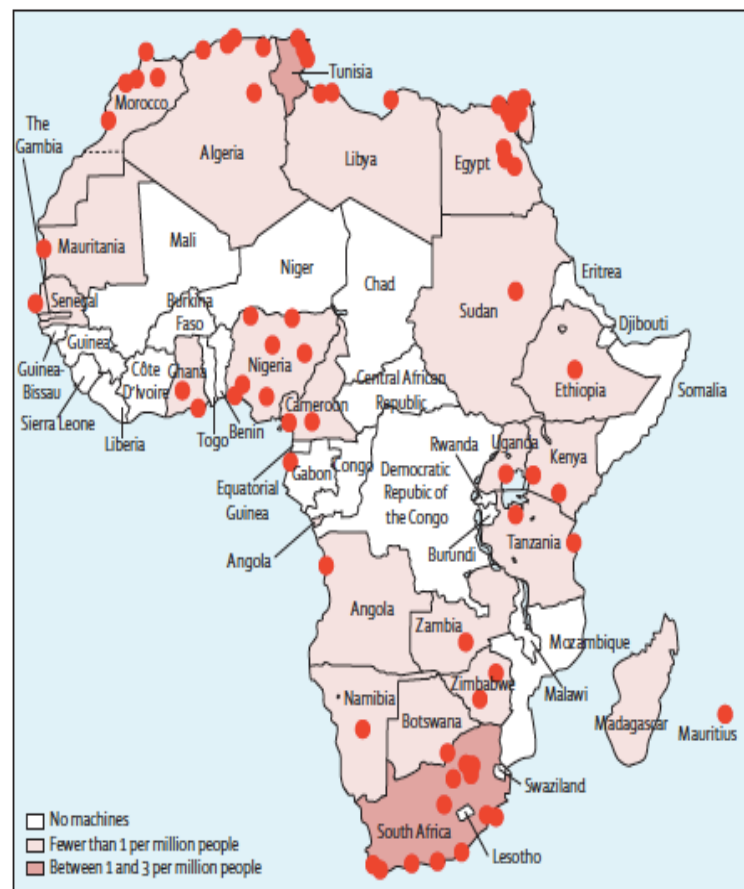 Tunisia
Morocco
The
Gambia
Algeria
Libya
Egypt
Mauritania
Mali
Niger
Chad
Eritrea
Sudan
Senegal
Burkina
Faso
Djibouti
Guinea
Nigeria
Guinea-
Bissau
Côte
D'Ivoire
Ghana
Ethiopia
Somalia
Central African
Republic
Cameroon
Sierra Leone
Liberia
Togo
Benin
Rwanda
Uganda
Kenya
Gabon
Congo
Democratic
Repubic of
the Congo
Equatorial
Guinea
Burundi
Tanzania
Angola
Angola
Zambia
Mozambique
Malawi
Zimbabwe
Namibia
Botswana
Madagascar
Mauritius
Swaziland
South Africa
Lesotho
No machines
Fewer than 1 per million people
Between 1 and 3 per million people